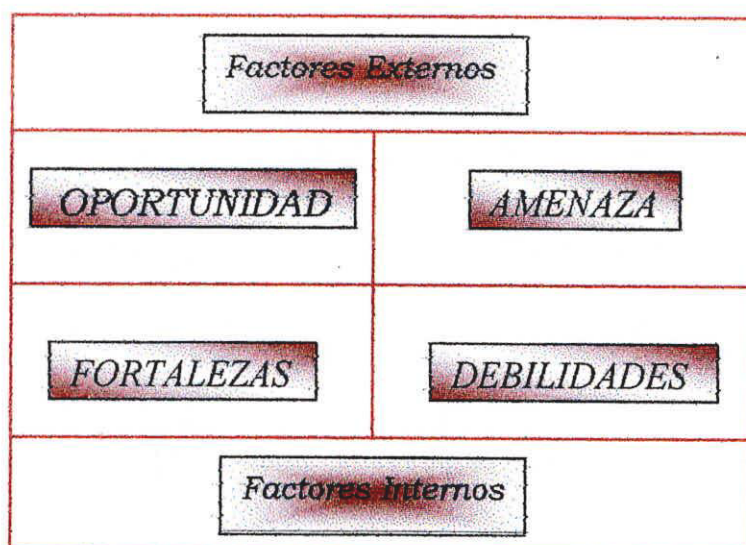 Factores Externos
OPORTUNIDAD
AMENAZA
FORTALEZAS
DEBILIDADES
Factores Internos